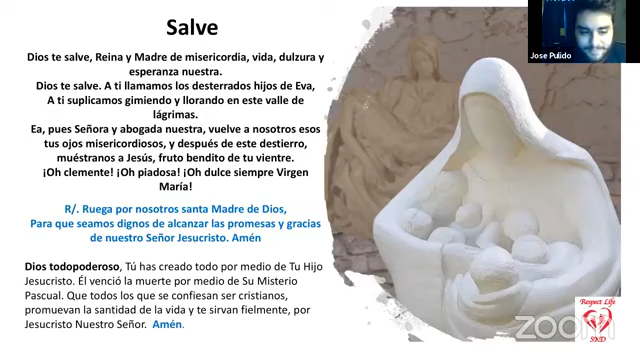 Salve
Dios te salve, Reina y Madre de misericordia, vida, dulzura y
esperanza nuestra.
Dios te salve. A ti llamamos los desterrados hijos de Eva,
A ti suplicamos gimiendo y llorando en este valle de
lágrimas.
Ea, pues Señora y abogada nuestra, vuelve a nosotros esos
tus ojos misericordiosos, y después de este destierro,
muéstranos a Jesús, fruto bendito de tu vientre.
¡Oh clemente! ¡Oh piadosa! ¡Oh dulce siempre Virgen
María!
R/. Ruega por nosotros santa Madre de Dios,
Para que seamos dignos de alcanzar las promesas y gracias
de nuestro Señor Jesucristo. Amén
Dios todopoderoso, Tú has creado todo por medio de Tu Hijo
Jesucristo. Él venció la muerte por medio de Su Misterio
Pascual. Que todos los que se confiesan ser cristianos,
promuevan la santidad de la vida y te sirvan fielmente, por
Jesucristo Nuestro Señor. Amén.
Jose Pulido
Respect Life
SKD
zoom